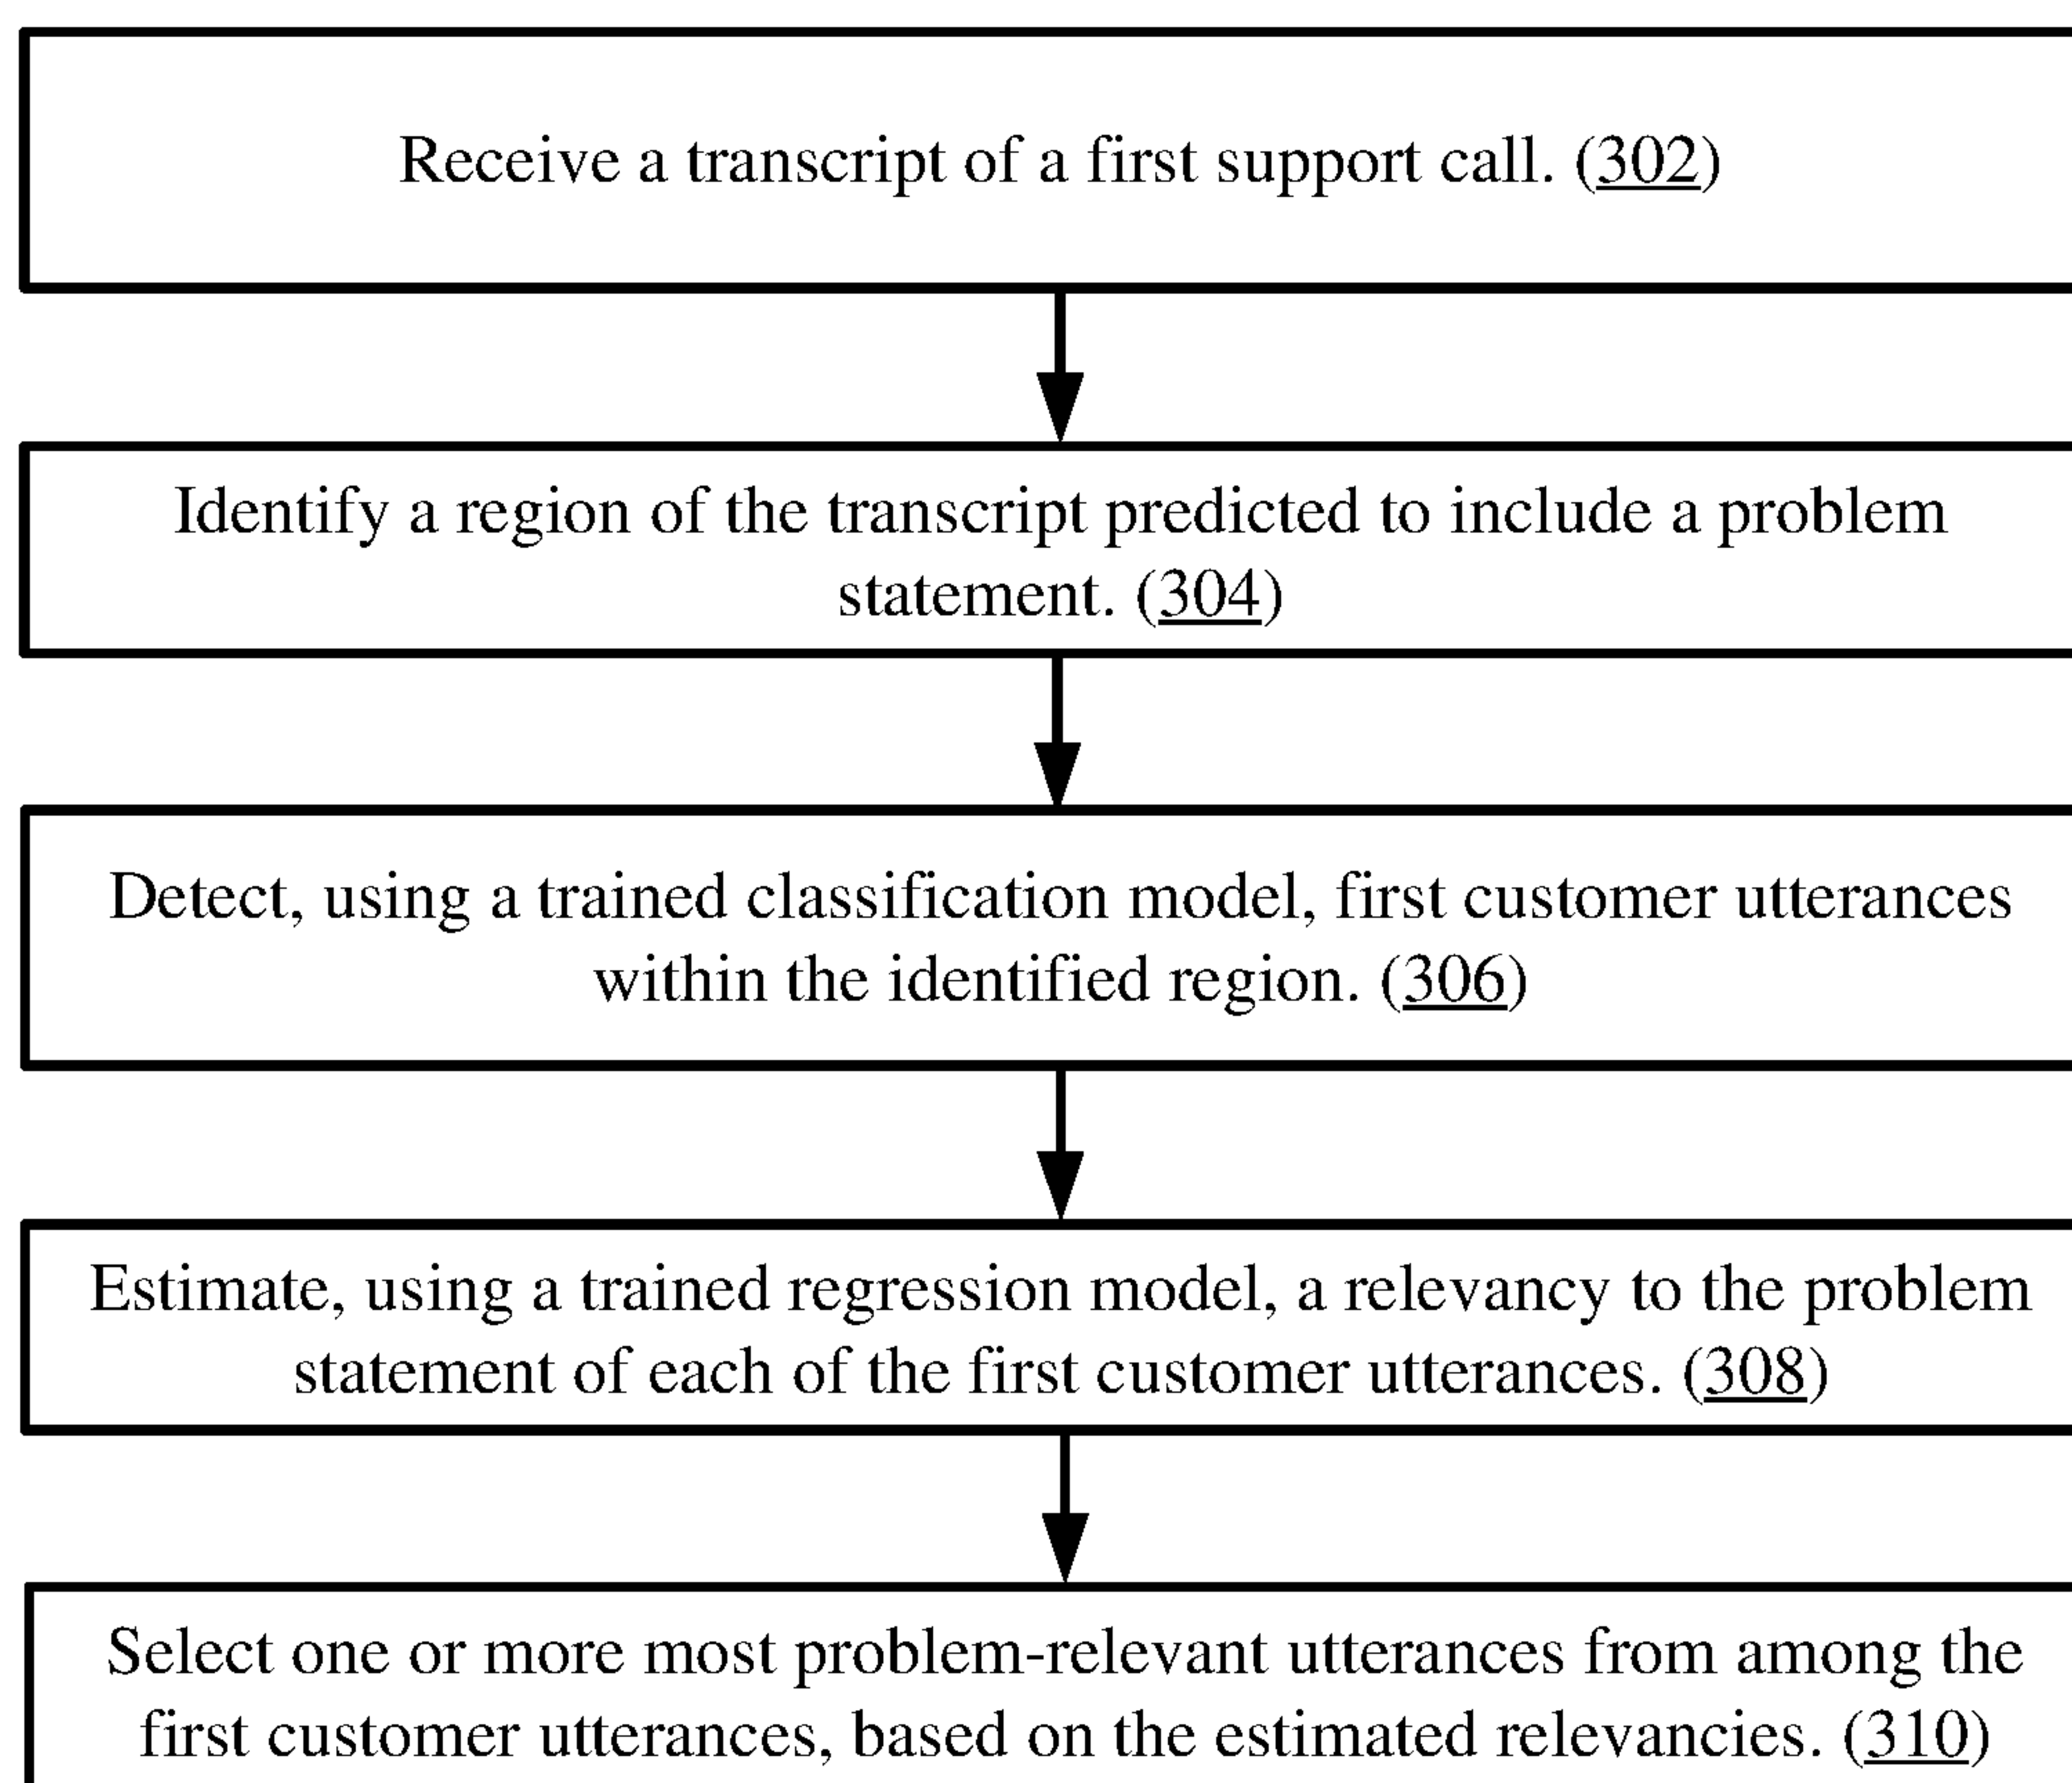 Receive a transcript of a first support call. (302)
Identify a region of the transcript predicted to include a problem
statement. (304)
Detect, using a trained classification model, first customer utterances
within the identified region. (306)
Estimate, using a trained regression model, a relevancy to the problem
statement of each of the first customer utterances. (308)
Select one or more most problem-relevant utterances from among the
first customer utterances, based on the estimated relevancies. (310)